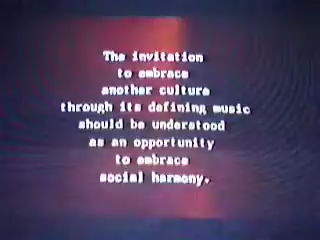 The invitation
to embrace
another culture
through its defining music
should be understood
as an opportunity
to embrace
social harmony.